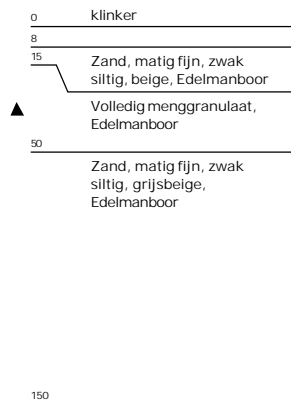 0 klinker
8
15 Zand, matig fijn, zwak
siltig, beige, Edelmanboor
Volledig menggranulaat,
Edelmanboor
50
Zand, matig fijn, zwak
siltig, grijsbeige,
Edelmanboor
150